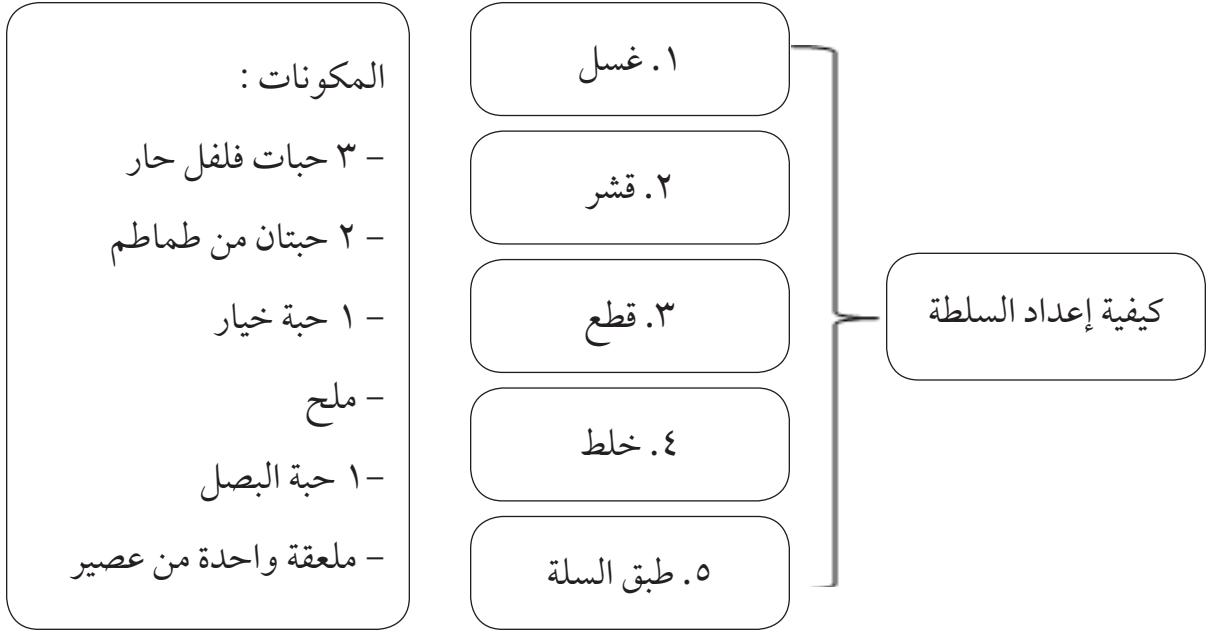 كيفية إعداد السلطة
١. غسل
٢. قشر
٣. قطع
٤. خلط
٥. طبق السلة
المكونات :
- ٣ حبات فلفل حار
- ٢ حبتان من طماطم
- ١ حبة خيار
- ملح
- ١ حبة البصل
- ملعقة واحدة من عصير